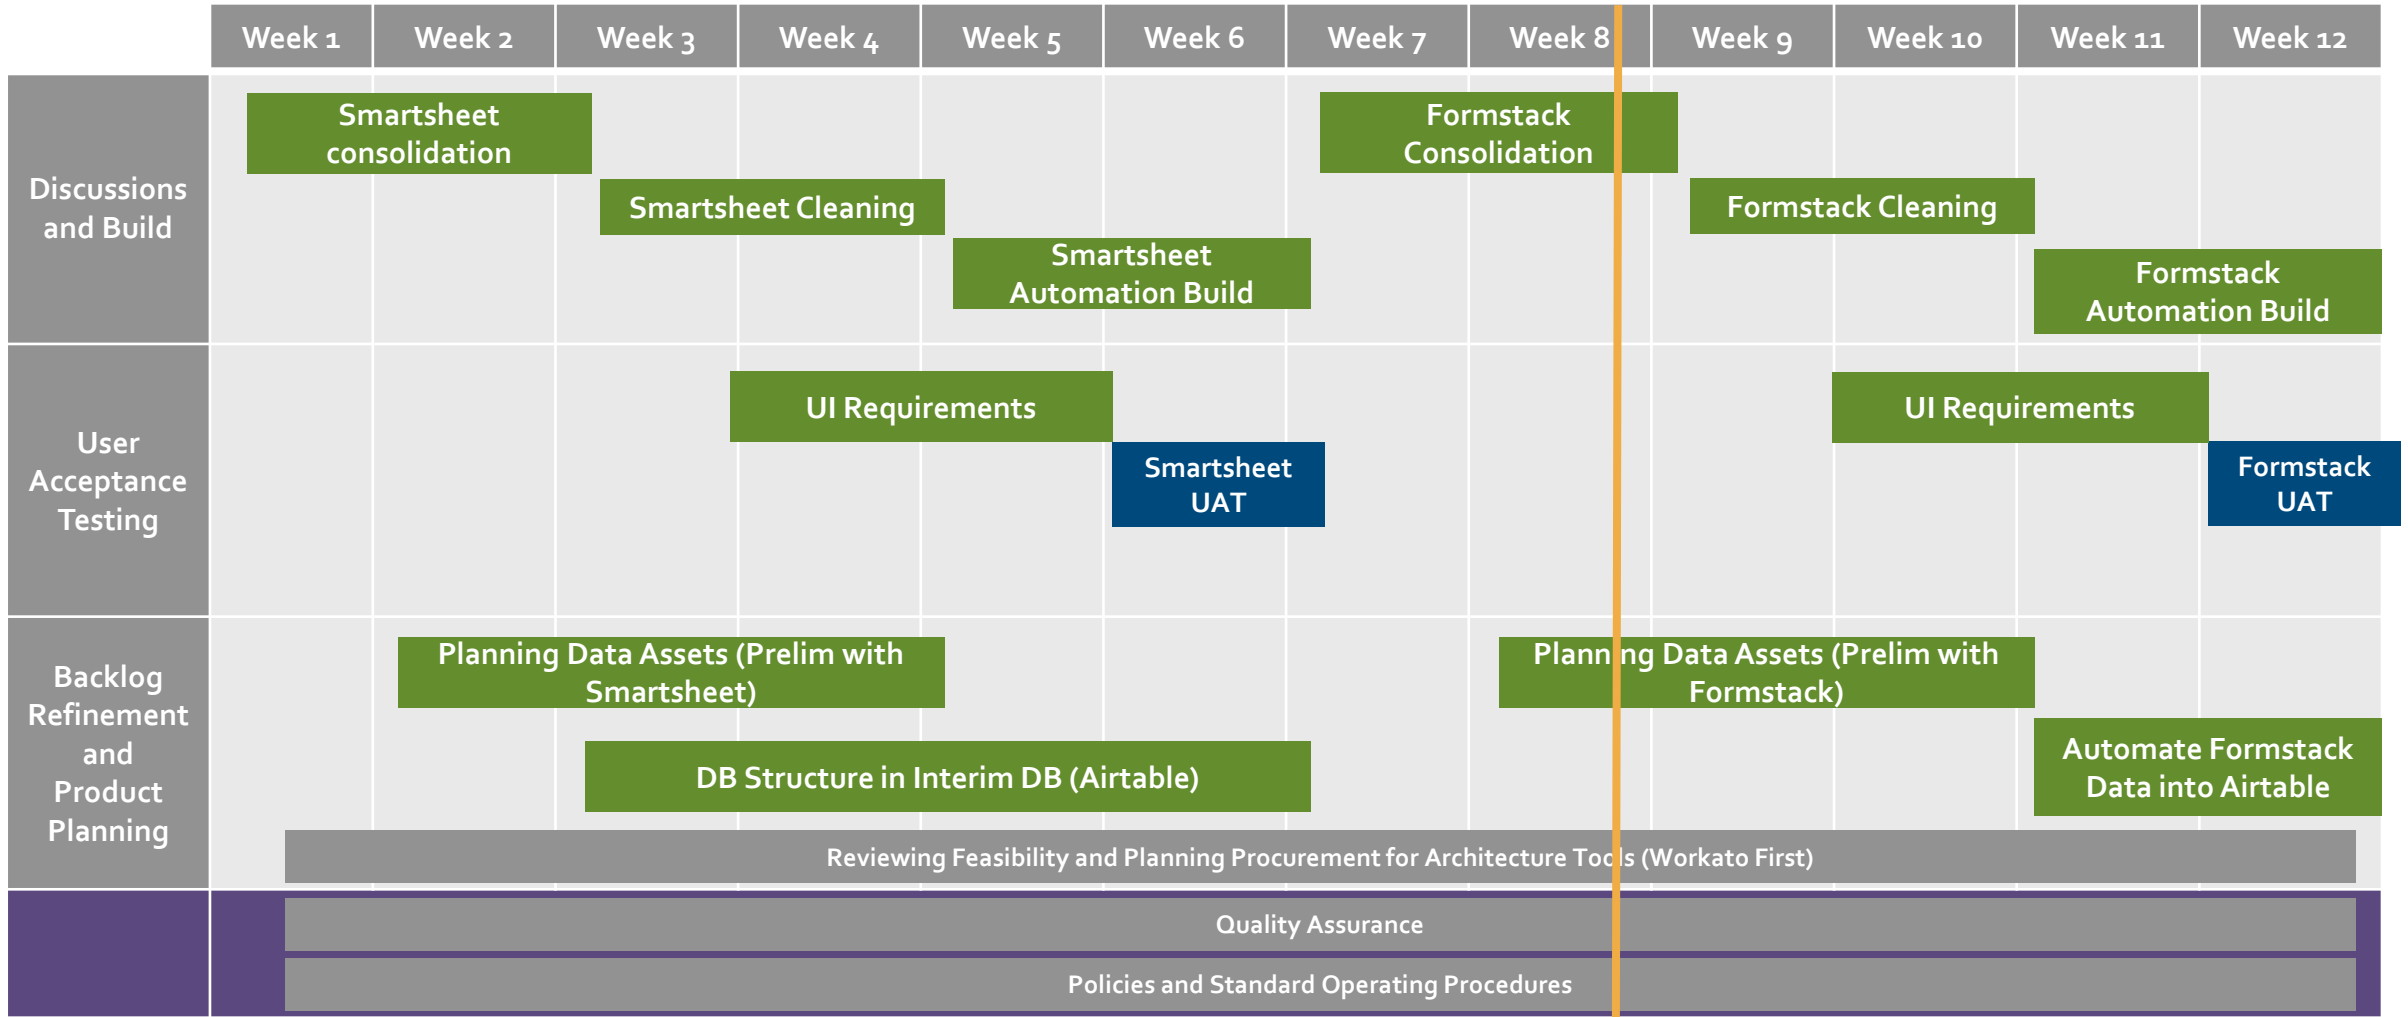 Week 1
Week 2
Week 3
Week 4
Week 5
Week 6
Week 7
Week 8
Week 9
Week 10
Week 11
Week 12
Discussions
and Build
Smartsheet
consolidation
Smartsheet Cleaning
Smartsheet
Automation Build
Formstack
Consolidation
Formstack Cleaning
Formstack
Automation Build
User
Acceptance
Testing
UI Requirements
Smartsheet
UAT
UI Requirements
Formstack
UAT
Backlog
Refinement
and
Product
Planning
Planning Data Assets (Prelim with
Smartsheet)
DB Structure in Interim DB (Airtable)
Planning Data Assets (Prelim with
Formstack)
Automate Formstack
Data into Airtable
Reviewing Feasibility and Planning Procurement for Architecture Tools (Workato First)
Quality Assurance
Policies and Standard Operating Procedures